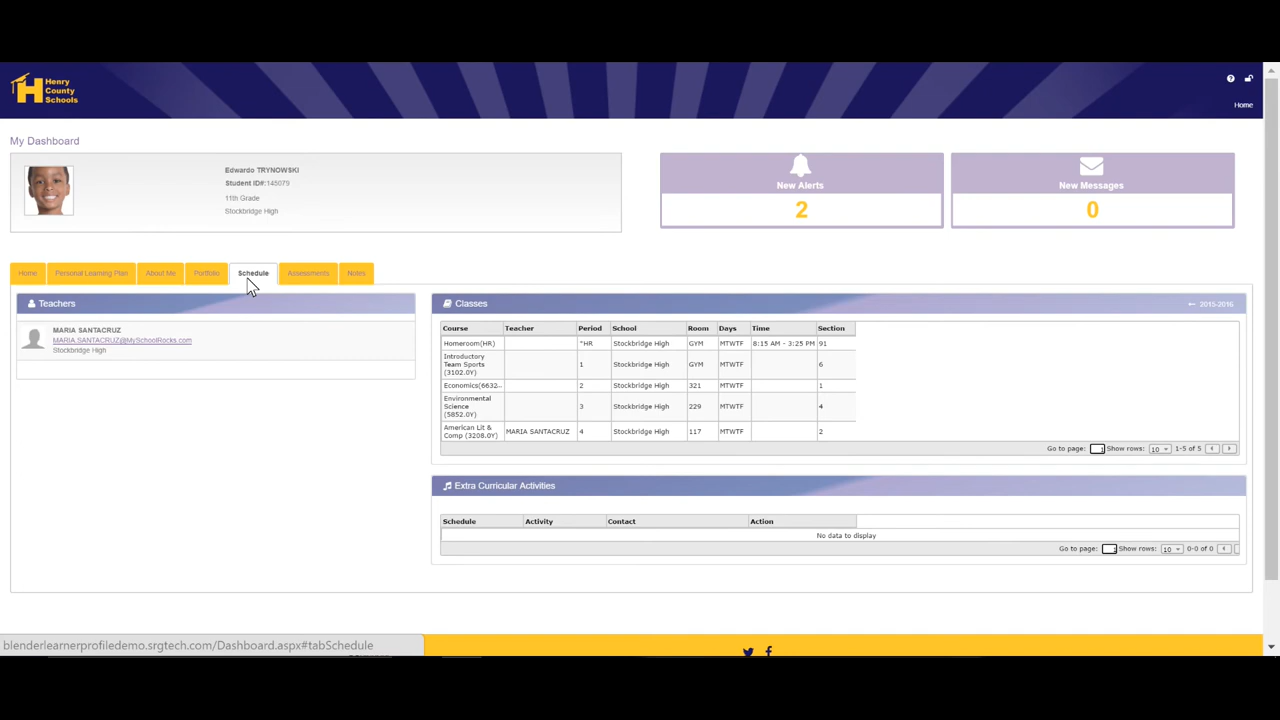 Henry
County
Schools
Home
My Dashboard
Edwardo TRYNOWSKI
Student ID#:145079
11th Grade
Stockbridge High
New Alerts
2
New Messages
0
Home Personal Learning Plan About Me Portfolio Schedule Assessments Notes
Teachers
MARIA SANTACRUZ
MARIA.SANTACRUZ@MySchoolRocks.com
Stockbridge High
Classes
← 2015-2016
Course Teacher Period School Room Days Time Section
Homeroom(HR) *HR Stockbridge High GYM MTWTF 8:15 AM - 3:25 PM 91
Introductory
Team Sports 1 Stockbridge High GYM MTWTF 6
(3102.0Y)
Economics(6632... 2 Stockbridge High 321 MTWTF 1
Environmental
Science 3 Stockbridge High 229 MTWTF 4
(5852.0Y)
American Lit &
Comp (3208.0Y) MARIA SANTACRUZ 4 Stockbridge High 117 MTWTF 2
Go to page: 1 Show rows: 10 1-5 of 5
Extra Curricular Activities
Schedule Activity Contact Action
No data to display
Go to page: Show rows: 10 0-0 of 0
blenderlearnerprofiledemo.srgtech.com/Dashboard.aspx#tabSchedule